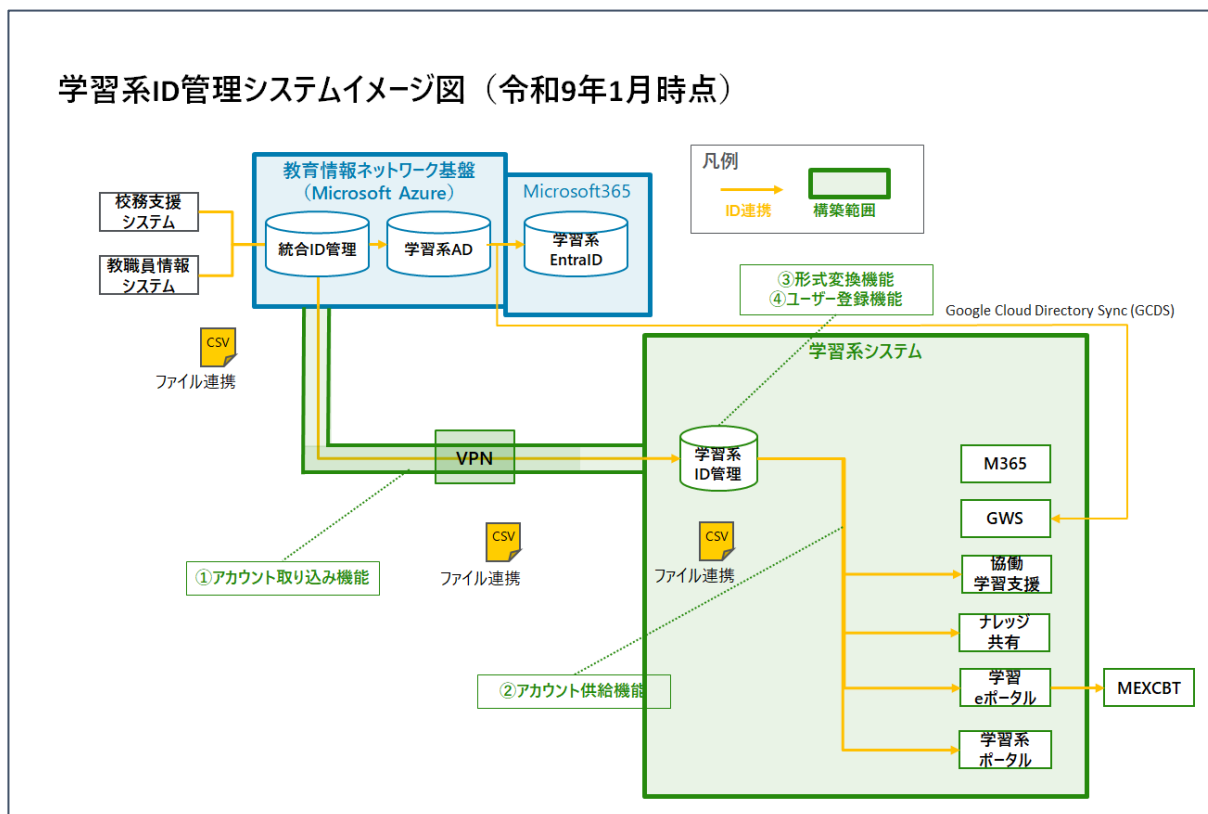 学習系ID管理システムイメージ図（令和9年1月時点）
教育情報ネットワーク基盤
（Microsoft Azure）
Microsoft365
凡例
ID連携
構築範囲
校務支援
システム
教職員情報
システム
統合ID管理
学習系AD
学習系
EntraID
③形式変換機能
④ユーザー登録機能
Google Cloud Directory Sync (GCDS)
CSV
ファイル連携
学習系システム
VPN
学習系
ID管理
M365
GWS
CSV
ファイル連携
CSV
ファイル連携
①アカウント取り込み機能
協働
学習支援
ナレッジ
共有
②アカウント供給機能
学習
eポータル
MEXCBT
学習系
ポータル